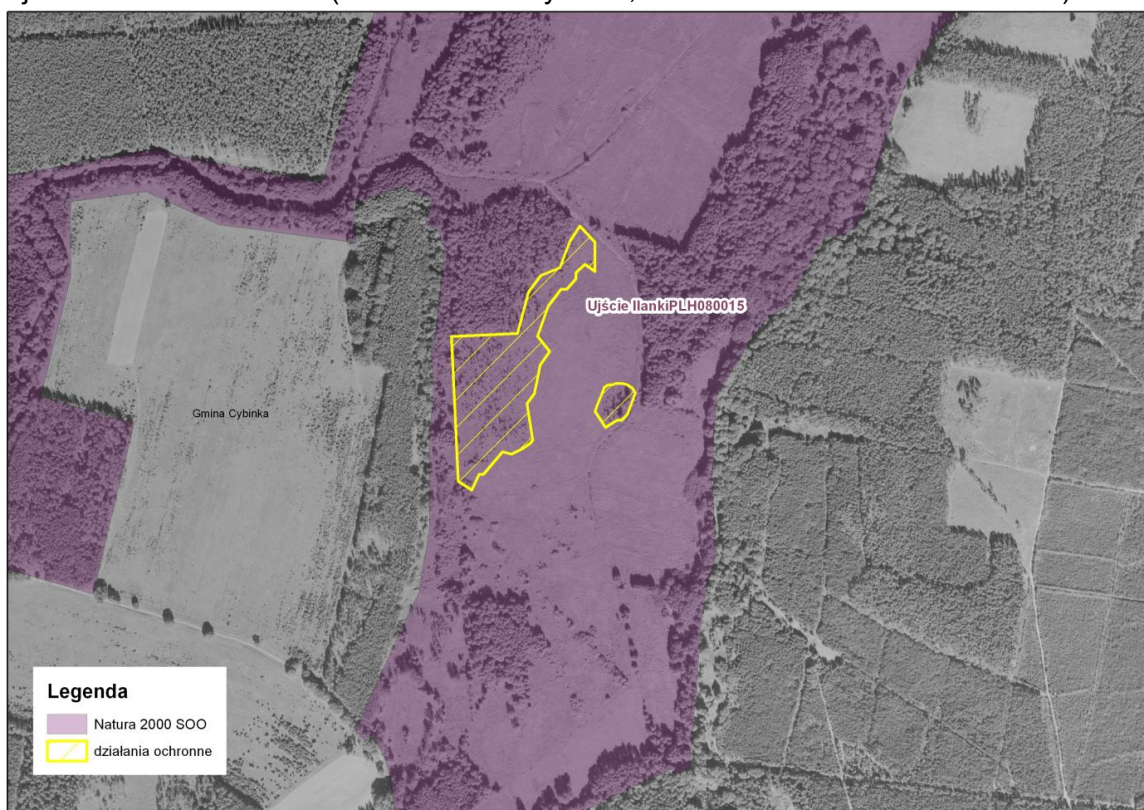 Ujście IlankiPLH080015
Gmina Cybinka
Legenda
Natura 2000 SOO
działania ochronne